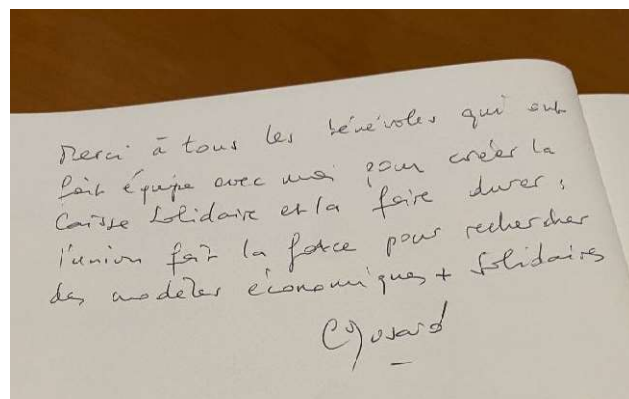 Merci à tous les bénévoles qui ont
fait équipe avec moi pour créer la
Caisse Solidaire et la faire durer ;
l'union fait la force pour rechercher
des modèles économiques + solidaires